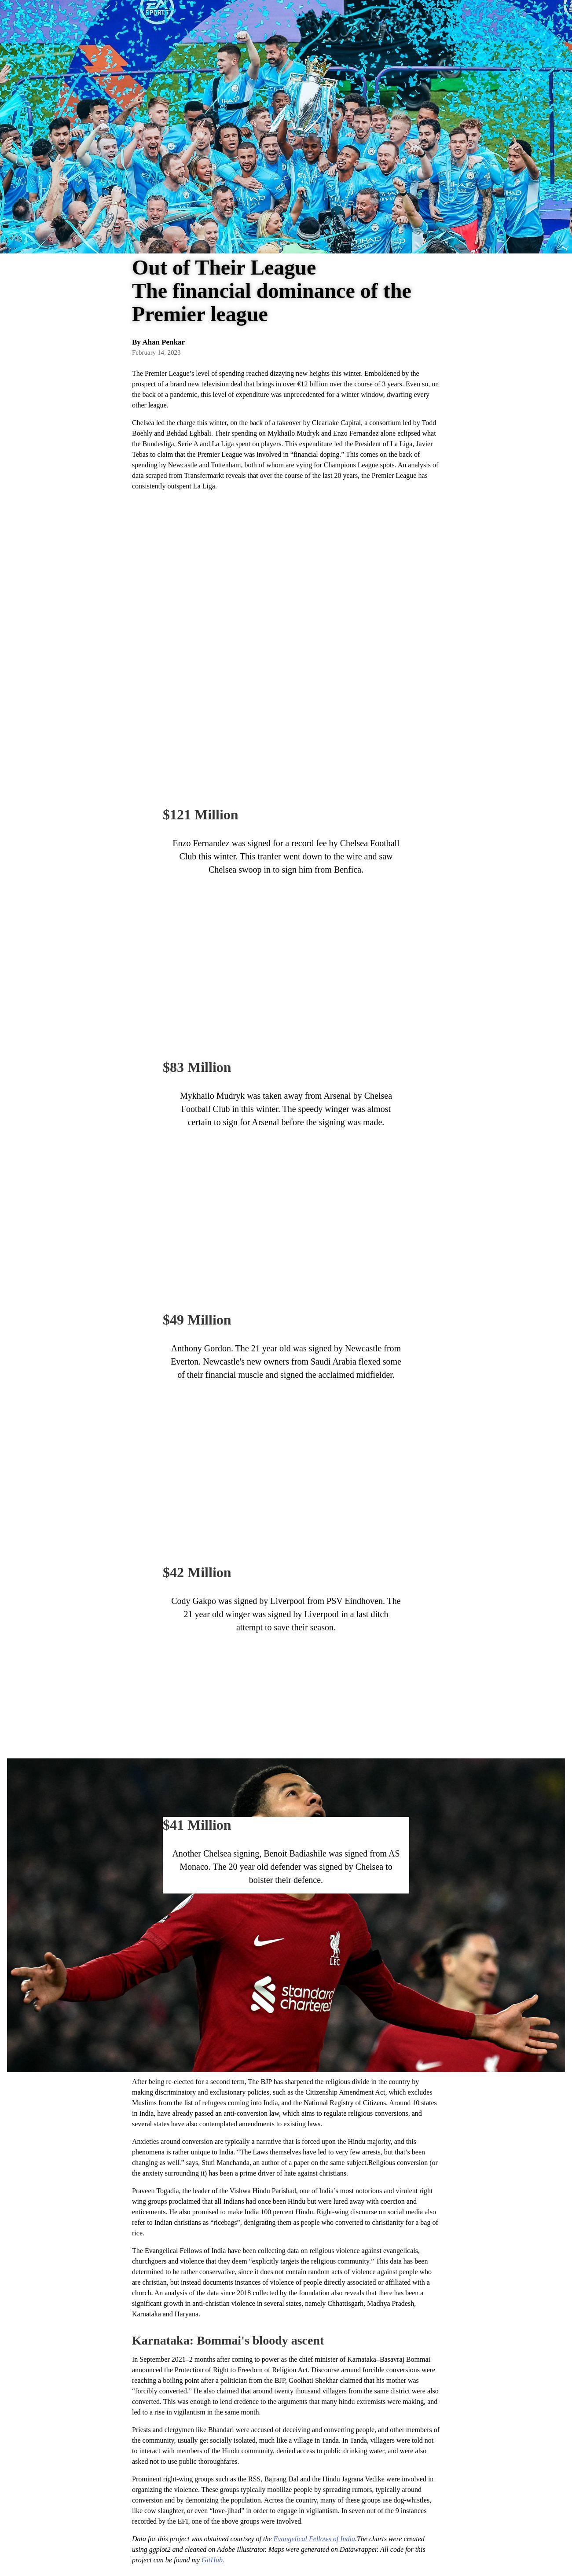 EA
SPORTS
Out of Their League
The financial dominance of the
Premier league
By Ahan Penkar
February 14, 2023
The Premier League’s level of spending reached dizzying new heights this winter. Emboldened by the
prospect of a brand new television deal that brings in over €12 billion over the course of 3 years. Even so, on
the back of a pandemic, this level of expenditure was unprecedented for a winter window, dwarfing every
other league.
Chelsea led the charge this winter, on the back of a takeover by Clearlake Capital, a consortium led by Todd
Boehly and Behdad Eghbali. Their spending on Mykhailo Mudryk and Enzo Fernandez alone eclipsed what
the Bundesliga, Serie A and La Liga spent on players. This expenditure led the President of La Liga, Javier
Tebas to claim that the Premier League was involved in “financial doping.” This comes on the back of
spending by Newcastle and Tottenham, both of whom are vying for Champions League spots. An analysis of
data scraped from Transfermarkt reveals that over the course of the last 20 years, the Premier League has
consistently outspent La Liga.
$121 Million
Enzo Fernandez was signed for a record fee by Chelsea Football
Club this winter. This tranfer went down to the wire and saw
Chelsea swoop in to sign him from Benfica.
$83 Million
Mykhailo Mudryk was taken away from Arsenal by Chelsea
Football Club in this winter. The speedy winger was almost
certain to sign for Arsenal before the signing was made.
$49 Million
Anthony Gordon. The 21 year old was signed by Newcastle from
Everton. Newcastle's new owners from Saudi Arabia flexed some
of their financial muscle and signed the acclaimed midfielder.
$42 Million
Cody Gakpo was signed by Liverpool from PSV Eindhoven. The
21 year old winger was signed by Liverpool in a last ditch
attempt to save their season.
$41 Million
Another Chelsea signing, Benoit Badiashile was signed from AS
Monaco. The 20 year old defender was signed by Chelsea to
bolster their defence.
L.F.C.
standard
chartered
After being re-elected for a second term, The BJP has sharpened the religious divide in the country by
making discriminatory and exclusionary policies, such as the Citizenship Amendment Act, which excludes
Muslims from the list of refugees coming into India, and the National Registry of Citizens. Around 10 states
in India, have already passed an anti-conversion law, which aims to regulate religious conversions, and
several states have also contemplated amendments to existing laws.
Anxieties around conversion are typically a narrative that is forced upon the Hindu majority, and this
phenomena is rather unique to India. “The Laws themselves have led to very few arrests, but that’s been
changing as well.” says, Stuti Manchanda, an author of a paper on the same subject.Religious conversion (or
the anxiety surrounding it) has been a prime driver of hate against christians.
Praveen Togadia, the leader of the Vishwa Hindu Parishad, one of India’s most notorious and virulent right
wing groups proclaimed that all Indians had once been Hindu but were lured away with coercion and
enticements. He also promised to make India 100 percent Hindu. Right-wing discourse on social media also
refer to Indian christians as “ricebags”, denigrating them as people who converted to christianity for a bag of
rice.
The Evangelical Fellows of India have been collecting data on religious violence against evangelicals,
churchgoers and violence that they deem “explicitly targets the religious community.” This data has been
determined to be rather conservative, since it does not contain random acts of violence against people who
are christian, but instead documents instances of violence of people directly associated or affiliated with a
church. An analysis of the data since 2018 collected by the foundation also reveals that there has been a
significant growth in anti-christian violence in several states, namely Chhattisgarh, Madhya Pradesh,
Karnataka and Haryana.
Karnataka: Bommai's bloody ascent
In September 2021–2 months after coming to power as the chief minister of Karnataka–Basavraj Bommai
announced the Protection of Right to Freedom of Religion Act. Discourse around forcible conversions were
reaching a boiling point after a politician from the BJP, Goolhati Shekhar claimed that his mother was
“forcibly converted.” He also claimed that around twenty thousand villagers from the same district were also
converted. This was enough to lend credence to the arguments that many hindu extremists were making, and
led to a rise in vigilantism in the same month.
Priests and clergymen like Bhandari were accused of deceiving and converting people, and other members of
the community, usually get socially isolated, much like a village in Tanda. In Tanda, villagers were told not
to interact with members of the Hindu community, denied access to public drinking water, and were also
asked not to use public thoroughfares.
Prominent right-wing groups such as the RSS, Bajrang Dal and the Hindu Jagrana Vedike were involved in
organizing the violence. These groups typically mobilize people by spreading rumors, typically around
conversion and by demonizing the population. Across the country, many of these groups use dog-whistles,
like cow slaughter, or even “love-jihad” in order to engage in vigilantism. In seven out of the 9 instances
recorded by the EFI, one of the above groups were involved.
Data for this project was obtained courtsey of the Evangelical Fellows of India.The charts were created
using ggplot2 and cleaned on Adobe Illustrator. Maps were generated on Datawrapper. All code for this
project can be found my GitHub.